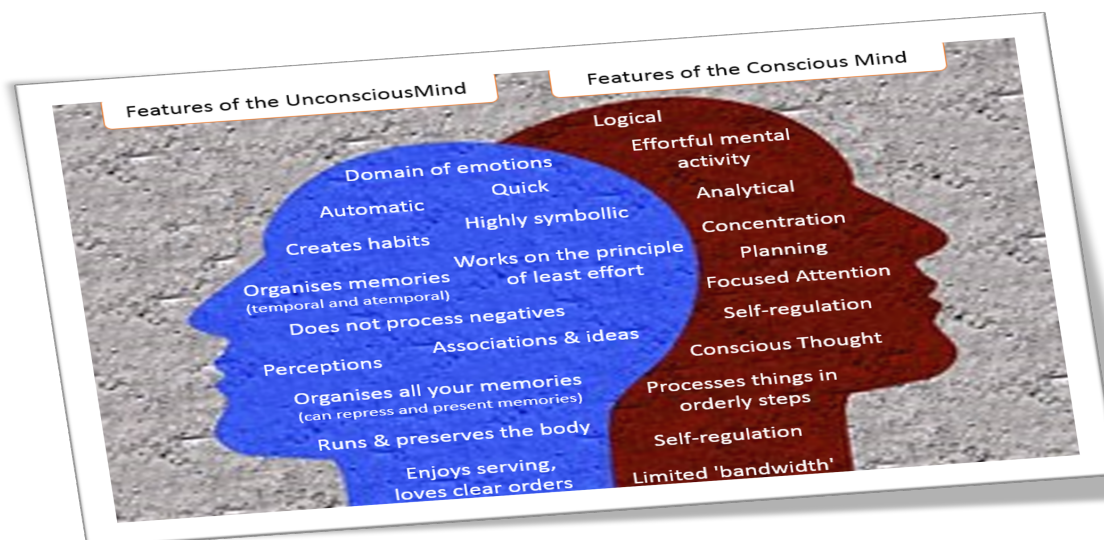 Features of the UnconsciousMind
Domain of emotions
Quick
Automatic
Highly symbollic
Creates habits
Works on the principle
of least effort
Organises memories
(temporal and atemporal)
Does not process negatives
Associations & ideas
Perceptions
Organises all your memories
(can repress and present memories)
Runs & preserves the body
Enjoys serving,
loves clear orders
Features of the Conscious Mind
Logical
Effortful mental
activity
Analytical
Concentration
Planning
Focused Attention
Self-regulation
Conscious Thought
Processes things in
orderly steps
Self-regulation
Limited 'bandwidth'